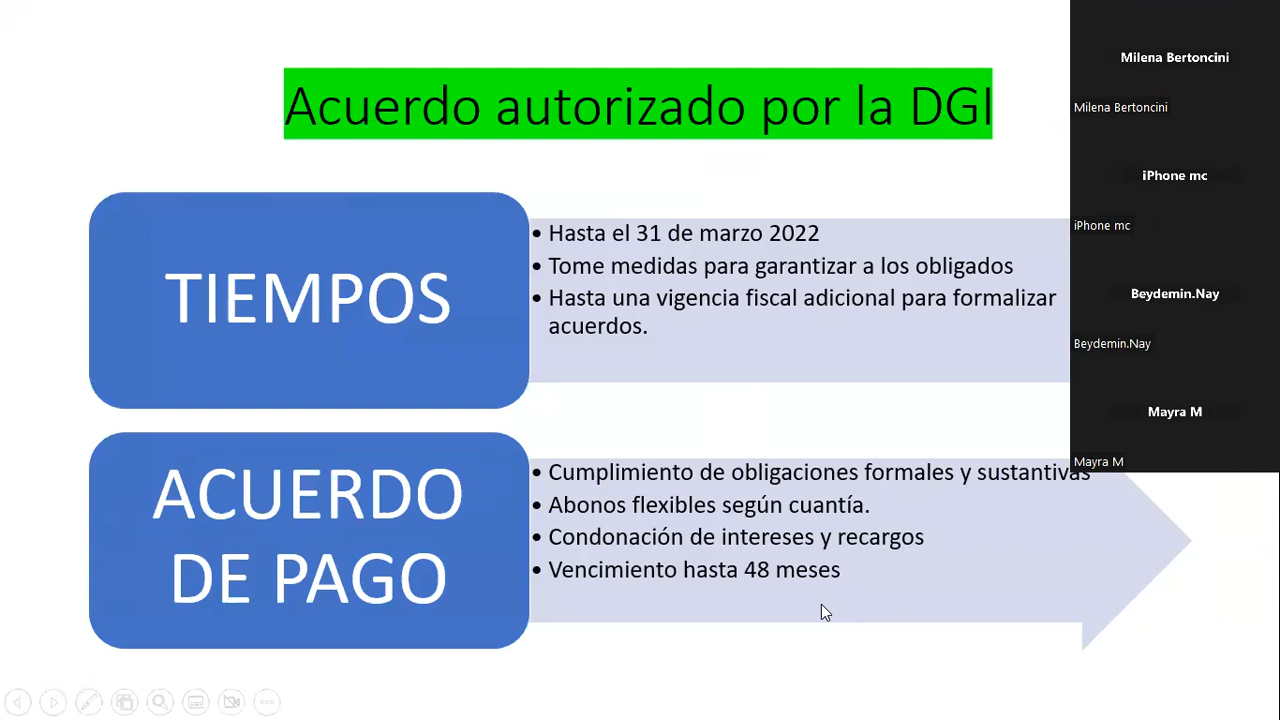 Acuerdo autorizado por la DGI
TIEMPOS
• Hasta el 31 de marzo 2022
• Tome medidas para garantizar a los obligados
• Hasta una vigencia fiscal adicional para formalizar
acuerdos.
ACUERDO
DE PAGO
• Cumplimiento de obligaciones formales y sustantivas
• Abonos flexibles según cuantía.
• Condonación de intereses y recargos
• Vencimiento hasta 48 meses
Milena Bertoncini
Milena Bertoncini
iPhone mc
iPhone mc
Beydemin.Nay
Beydemin.Nay
Mayra M
Mayra M